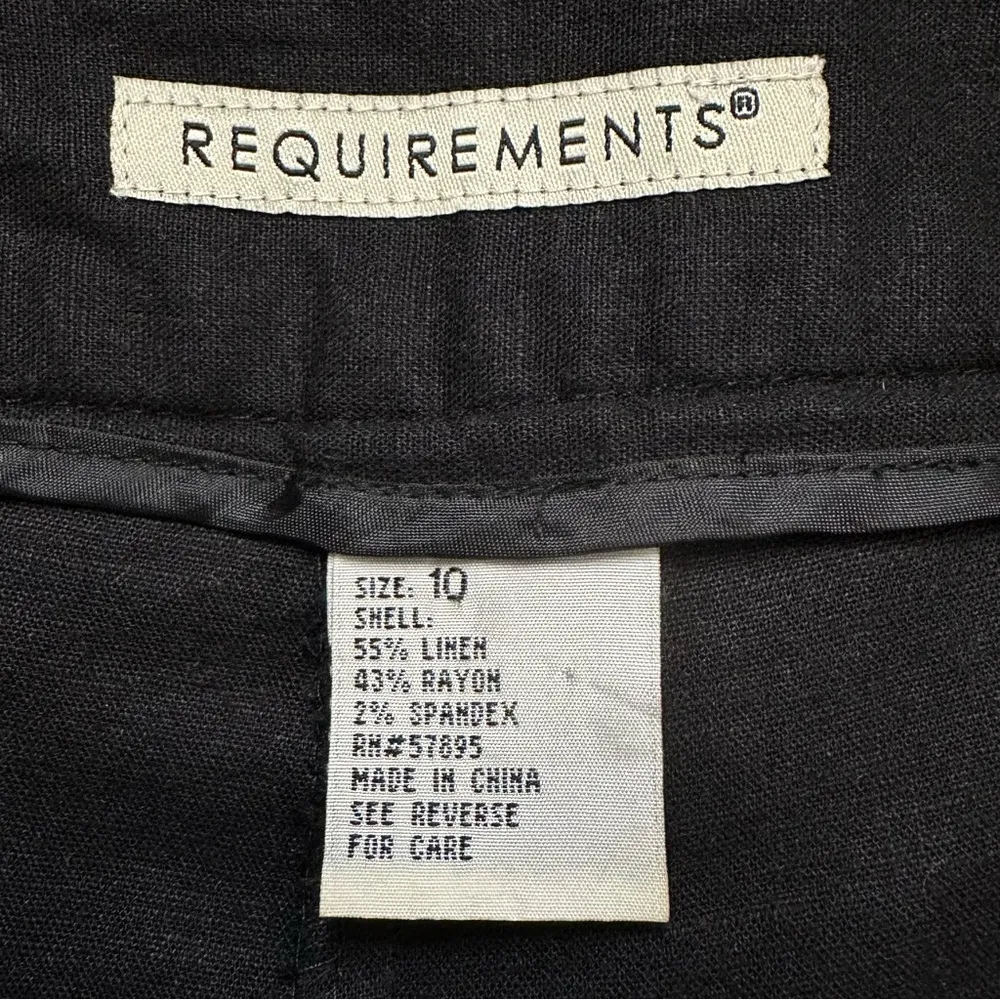 REQUIREMENTS®
SIZE: 10
SHELL:
55% LINEN
43% RAYON
2% SPANDEX
RN#57895
MADE IN CHINA
SEE REVERSE
FOR CARE